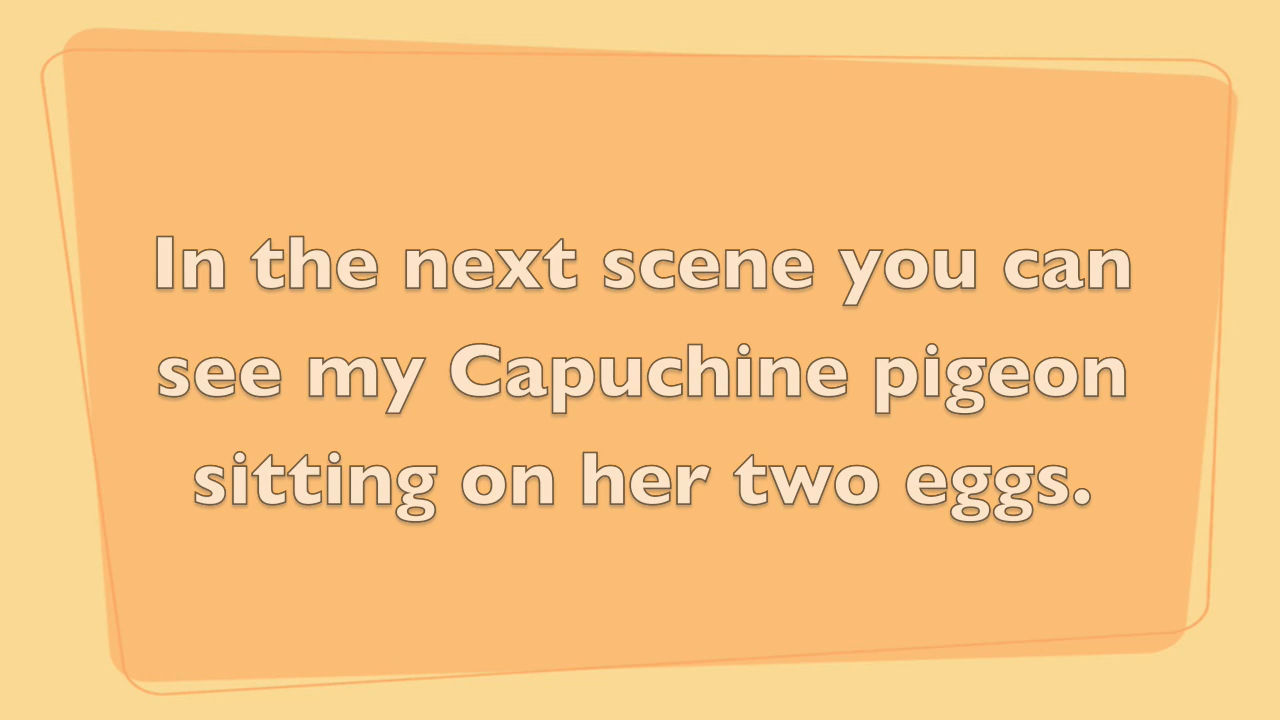 In the next scene you can
see my Capuchine pigeon
sitting on her two eggs.